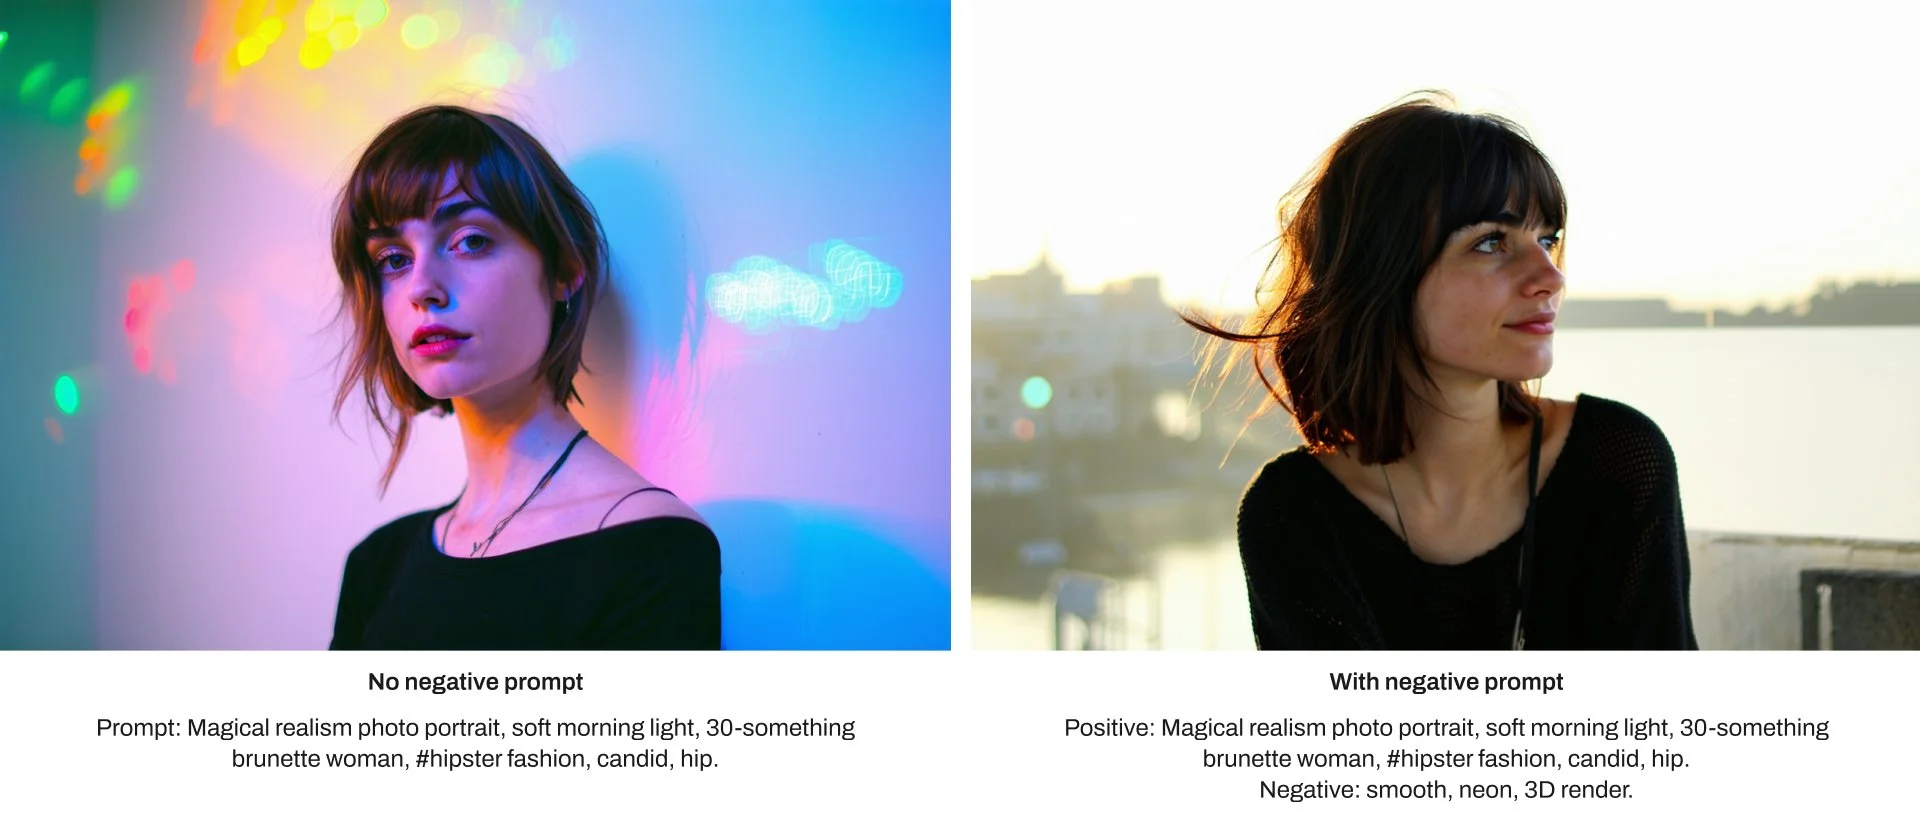 No negative prompt
Prompt: Magical realism photo portrait, soft morning light, 30-something
brunette woman, #hipster fashion, candid, hip.
With negative prompt
Positive: Magical realism photo portrait, soft morning light, 30-something
brunette woman, #hipster fashion, candid, hip.
Negative: smooth, neon, 3D render.